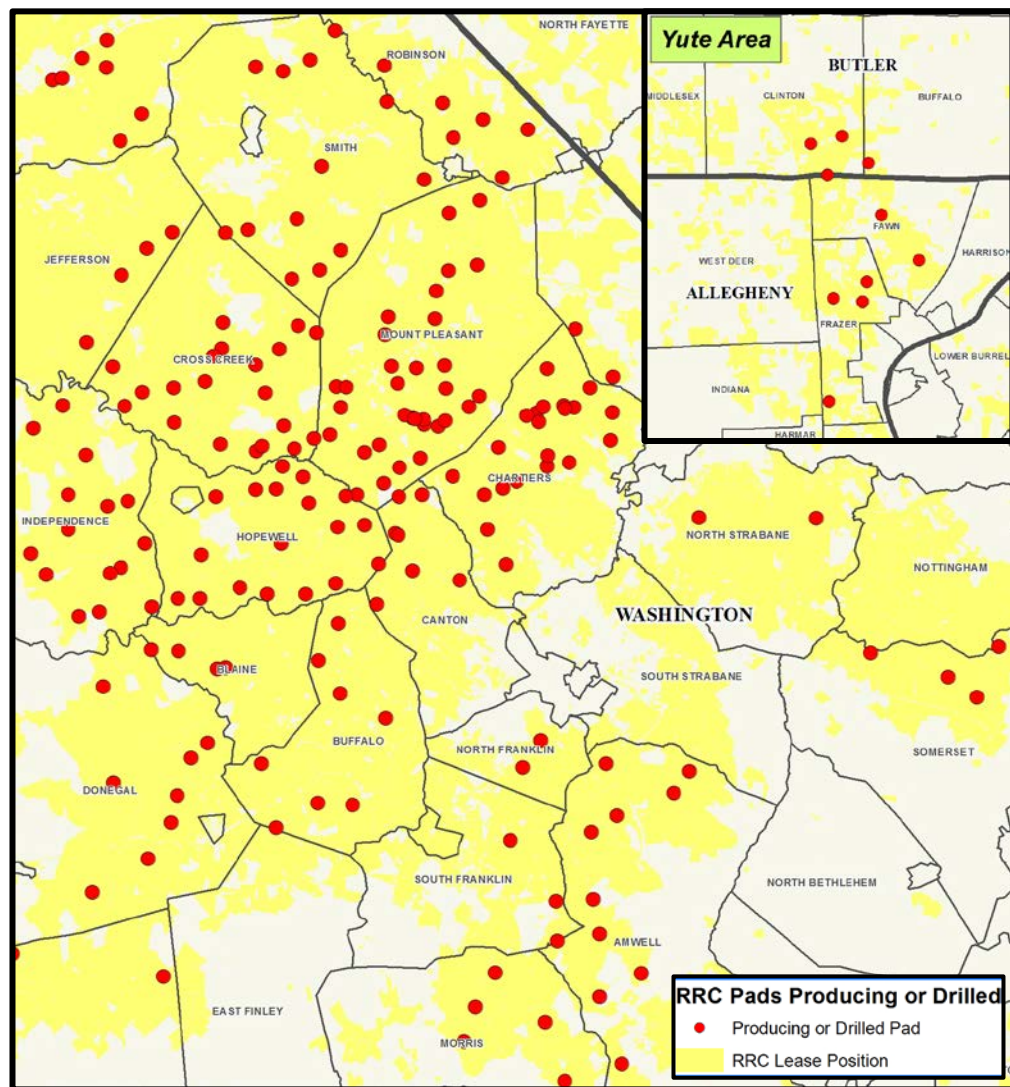 NORTH FAYETTE
ROBINSON
SMITH
JEFFERSON
MOUNT PLEASANT
CROSS CREEK
CHARTIERS
INDEPENDENCE
HOPEWELL
NORTH STRABANE
NOTTINGHAM
WASHINGTON
CANTON
BLAINE
SOUTH STRABANE
BUFFALO
NORTH FRANKLIN
SOMERSET
DONEGAL
SOUTH FRANKLIN
NORTH BETHLEHEM
AMWELL
EAST FINLEY
MORRIS
Yute Area
BUTLER
MIDDLESEX
CLINTON
BUFFALO
FAWN
WEST DEER
HARRISON
ALLEGHENY
FRAZER
LOWER BURREL
INDIANA
HARMAR
RRC Pads Producing or Drilled
Producing or Drilled Pad
RRC Lease Position